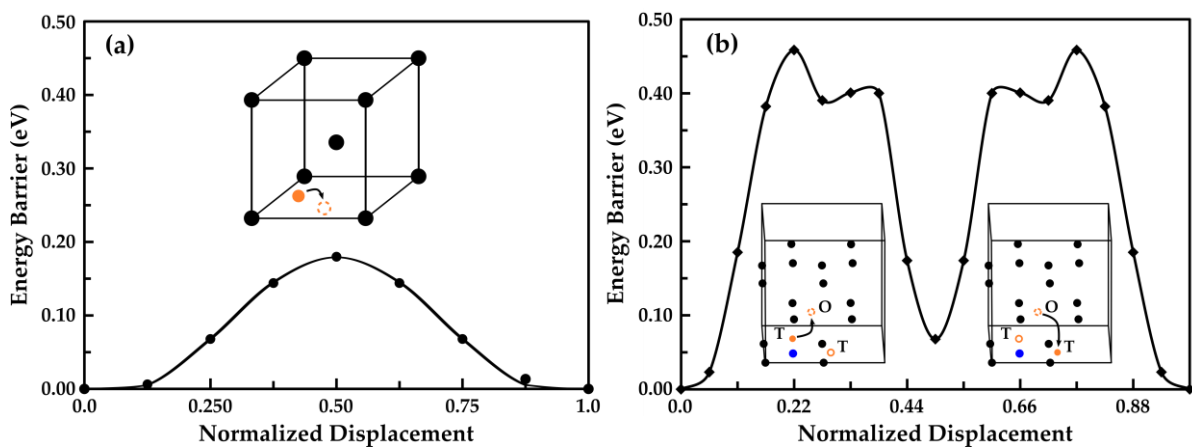 (a)
Energy Barrier (eV)
0.50
0.40
0.30
0.20
0.10
0.00
0.0 0.250 0.50 0.75 1.0
Normalized Displacement
(b)
Energy Barrier (eV)
0.50
0.40
0.30
0.20
0.10
0.00
O
T
T
O
T
T
0.0 0.22 0.44 0.66 0.88
Normalized Displacement